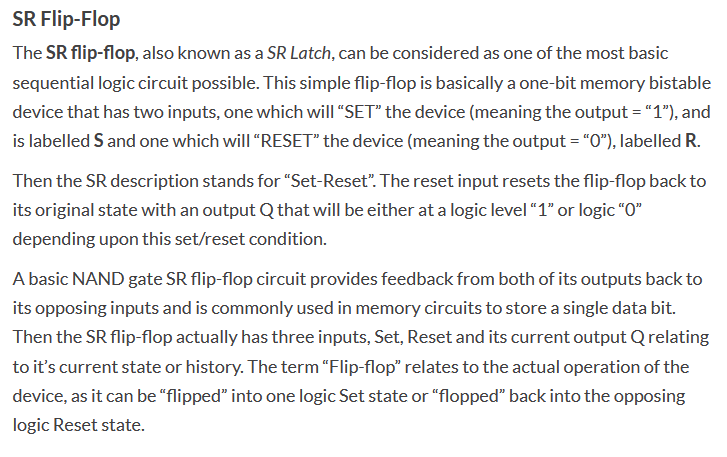 SR Flip-Flop
The SR flip-flop, also known as a SR Latch, can be considered as one of the most basic
sequential logic circuit possible. This simple flip-flop is basically a one-bit memory bistable
device that has two inputs, one which will “SET” the device (meaning the output = “1”), and
is labelled S and one which will “RESET” the device (meaning the output = “0”), labelled R.
Then the SR description stands for “Set-Reset”. The reset input resets the flip-flop back to
its original state with an output Q that will be either at a logic level “1” or logic “0”
depending upon this set/reset condition.
A basic NAND gate SR flip-flop circuit provides feedback from both of its outputs back to
its opposing inputs and is commonly used in memory circuits to store a single data bit.
Then the SR flip-flop actually has three inputs, Set, Reset and its current output Q relating
to it’s current state or history. The term “Flip-flop” relates to the actual operation of the
device, as it can be “flipped” into one logic Set state or “flopped” back into the opposing
logic Reset state.